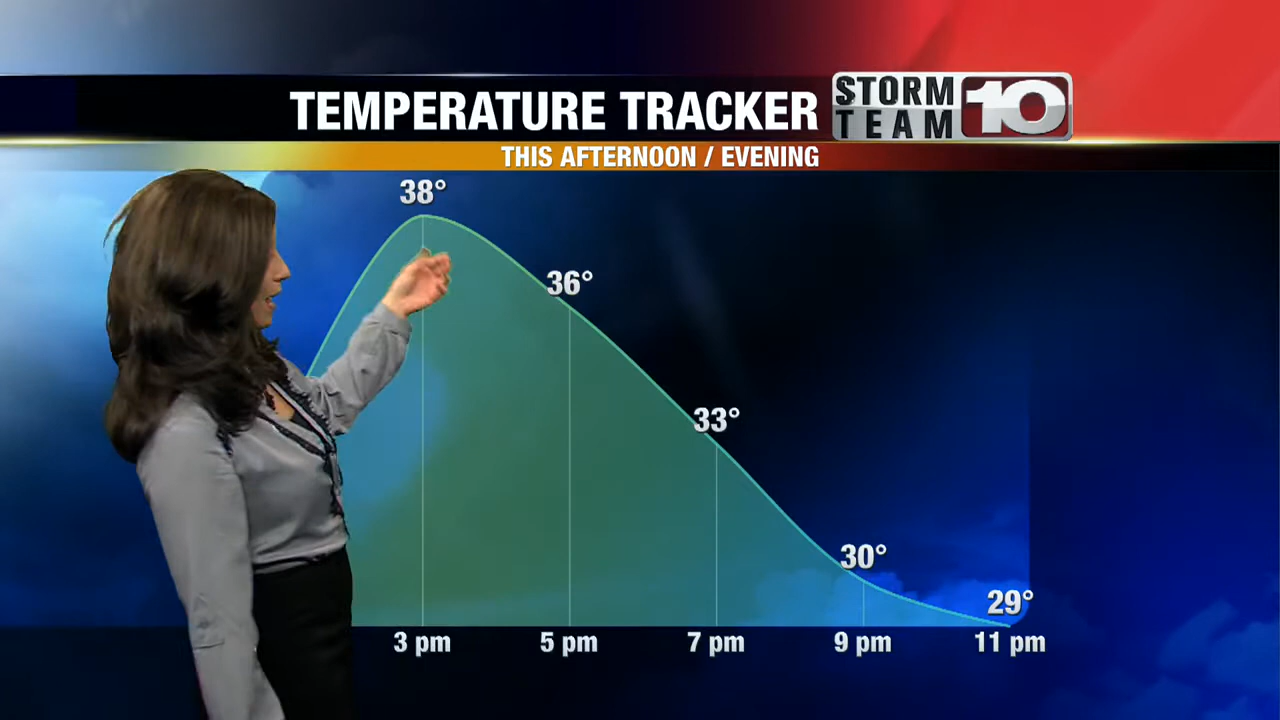 TEMPERATURE TRACKER
STORM TEAM 10
THIS AFTERNOON / EVENING
38°
36°
33°
30°
29°
3 pm
5 pm
7 pm
9 pm
11 pm